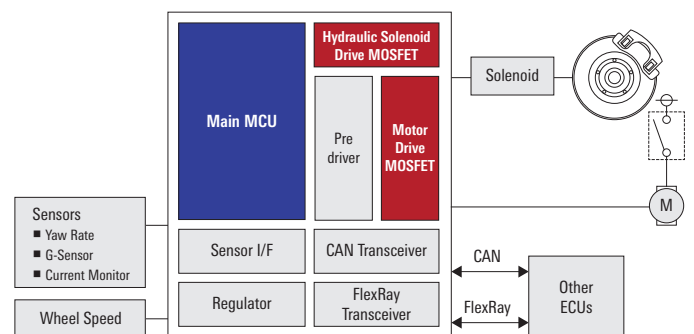 Hydraulic Solenoid
Drive MOSFET
Main MCU
Pre
driver
Motor
Drive
MOSFET
Solenoid
M
Sensors
■ Yaw Rate
■ G-Sensor
■ Current Monitor
Sensor I/F
CAN Transceiver
CAN
Other
ECUs
Wheel Speed
Regulator
FlexRay
Transceiver
FlexRay